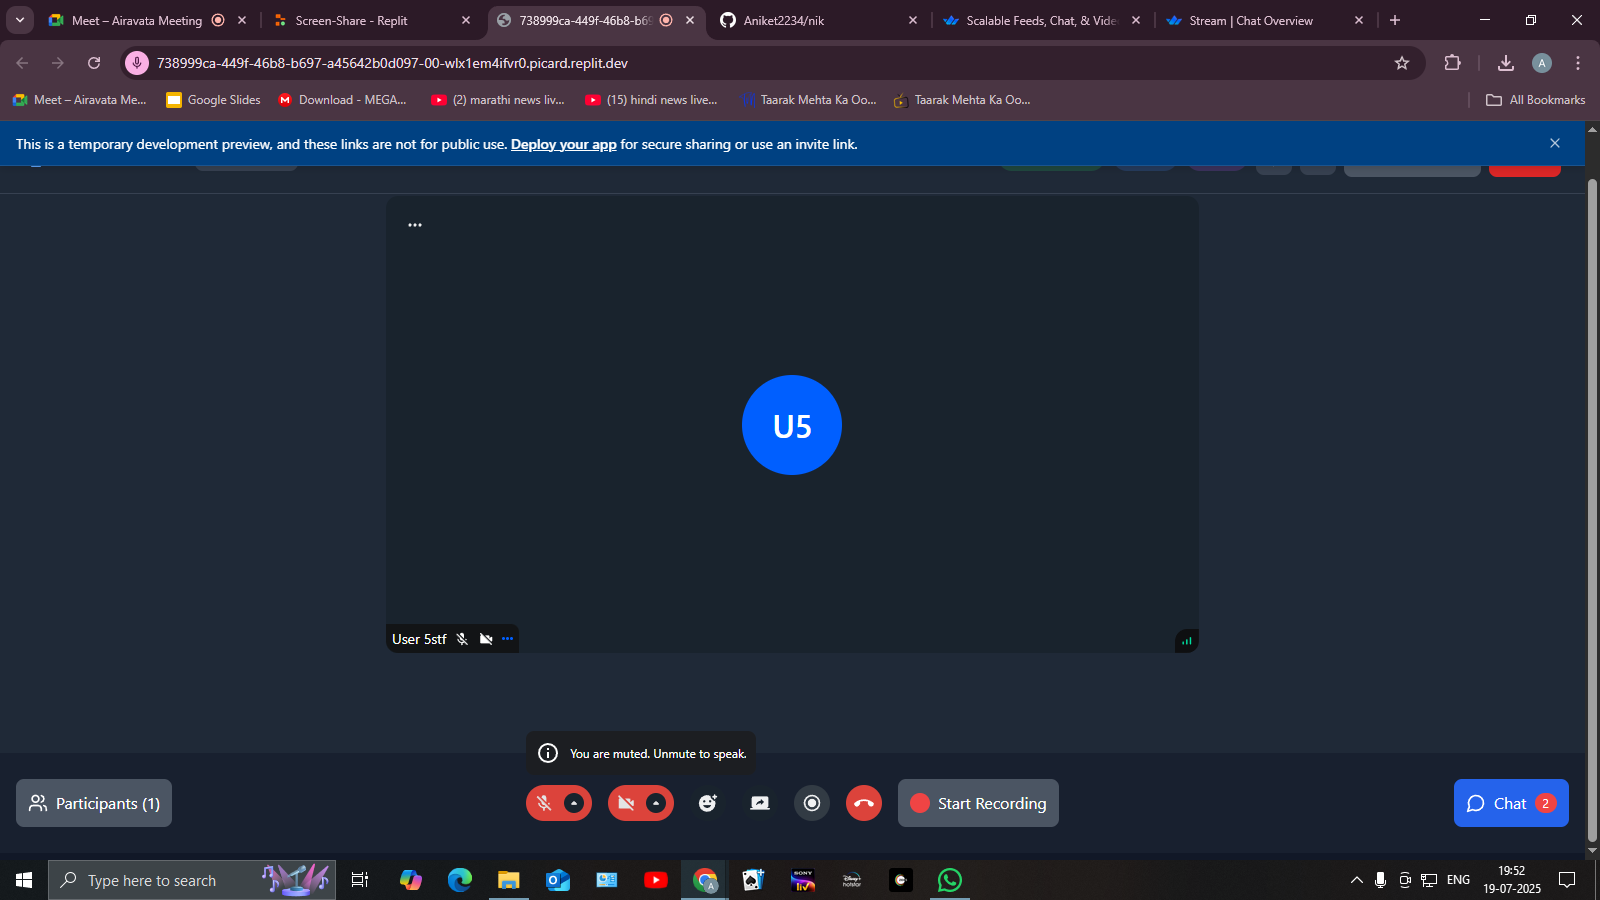 Meet – Airavata Meeting
Screen-Share - Replit
738999ca-449f-46b8-b69
Aniket2234/nik
Scalable Feeds, Chat, & Vide
Stream | Chat Overview
738999ca-449f-46b8-b697-a45642b0d097-00-wlx1em4ifvr0.picard.replit.dev
A
Meet – Airavata Me...
Google Slides
Download - MEGA...
(2) marathi news liv...
(15) hindi news live...
Taarak Mehta Ka Oo...
Taarak Mehta Ka Oo...
All Bookmarks
This is a temporary development preview, and these links are not for public use. Deploy your app for secure sharing or use an invite link.
U5
User 5stf
You are muted. Unmute to speak.
Participants (1)
Start Recording
Chat 2
Type here to search
A
SONY
liv
Disney+
hotstar
ENG
19:52
19-07-2025